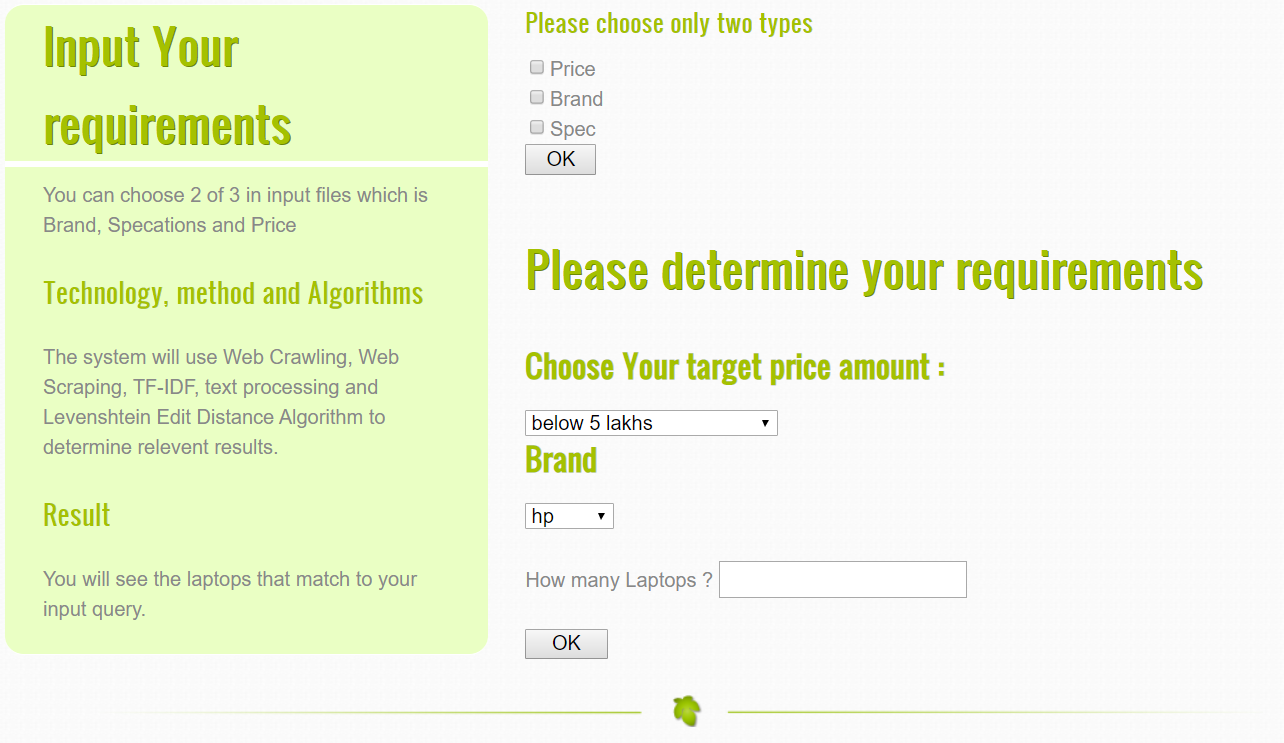 Input Your
requirements
You can choose 2 of 3 in input files which is
Brand, Specations and Price
Technology, method and Algorithms
The system will use Web Crawling, Web
Scraping, TF-IDF, text processing and
Levenshtein Edit Distance Algorithm to
determine relevent results.
Result
You will see the laptops that match to your
input query.
Please choose only two types
Price
Brand
Spec
OK
Please determine your requirements
Choose Your target price amount :
below 5 lakhs
Brand
hp
How many Laptops ?
OK